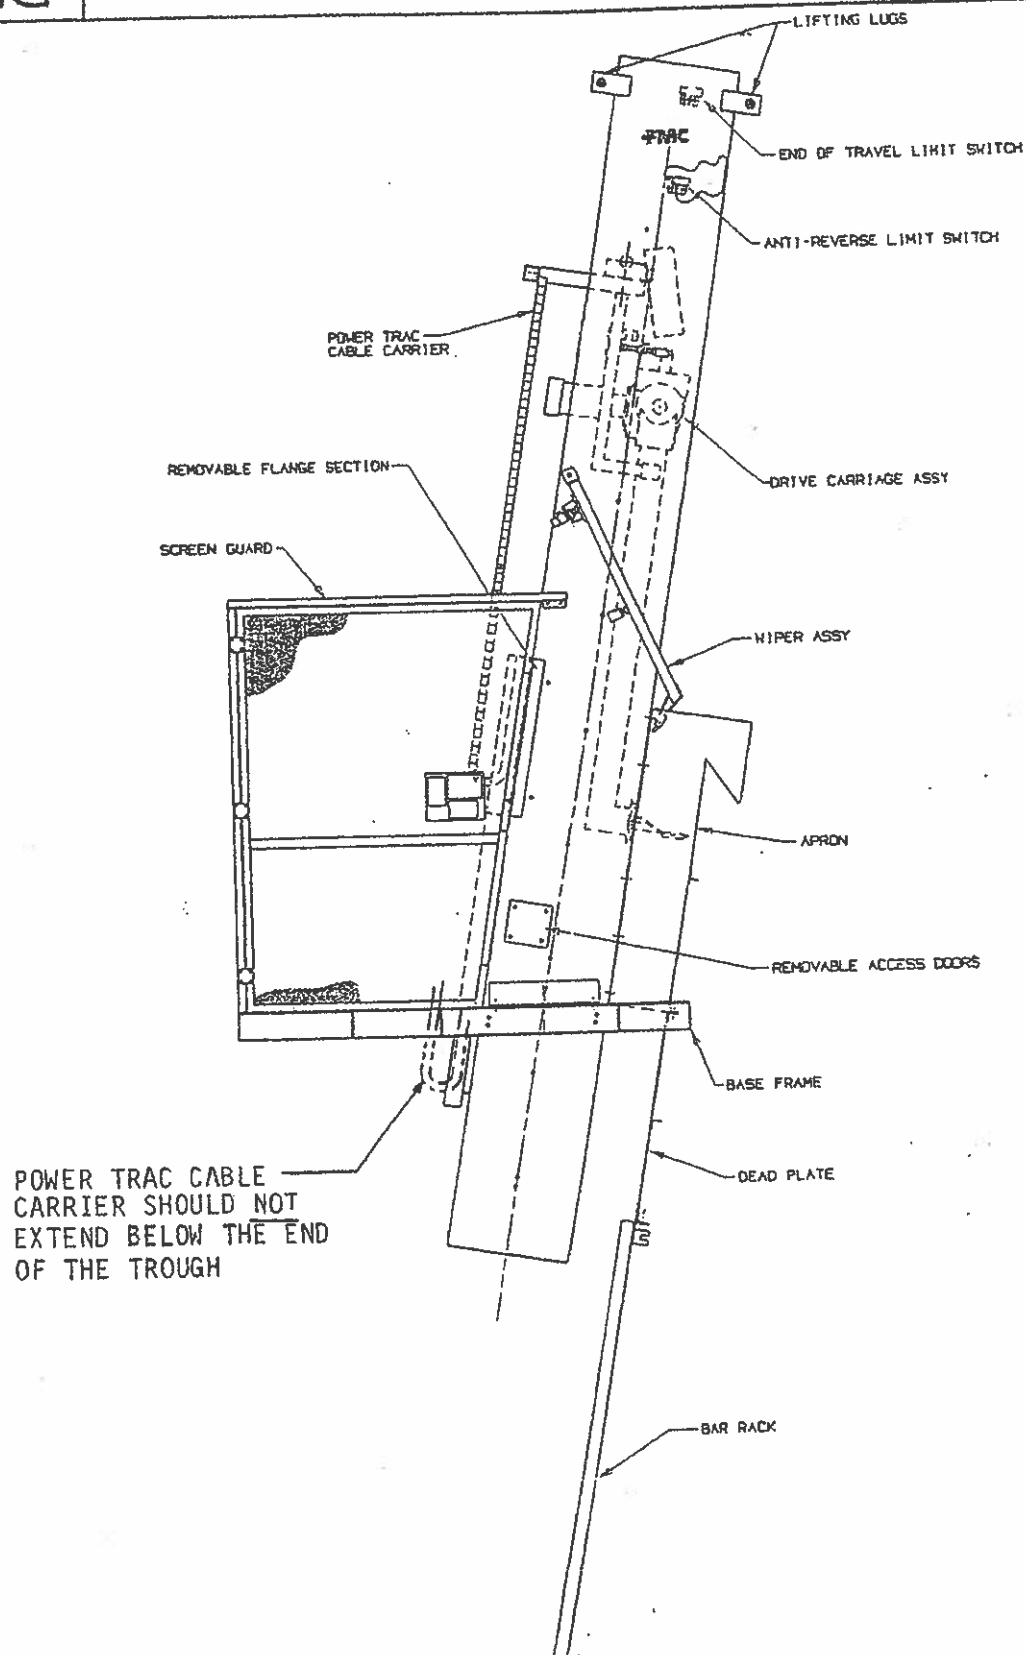 LIFTING LUGS
END OF TRAVEL LIMIT SWITCH
ANTI-REVERSE LIMIT SWITCH
POWER TRAC
CABLE CARRIER
REMOVABLE FLANGE SECTION
DRIVE CARRIAGE ASSY
SCREEN GUARD
WIPER ASSY
APRON
REMOVABLE ACCESS DOORS
BASE FRAME
POWER TRAC CABLE
CARRIER SHOULD NOT
EXTEND BELOW THE END
OF THE TROUGH
DEAD PLATE
BAR RACK